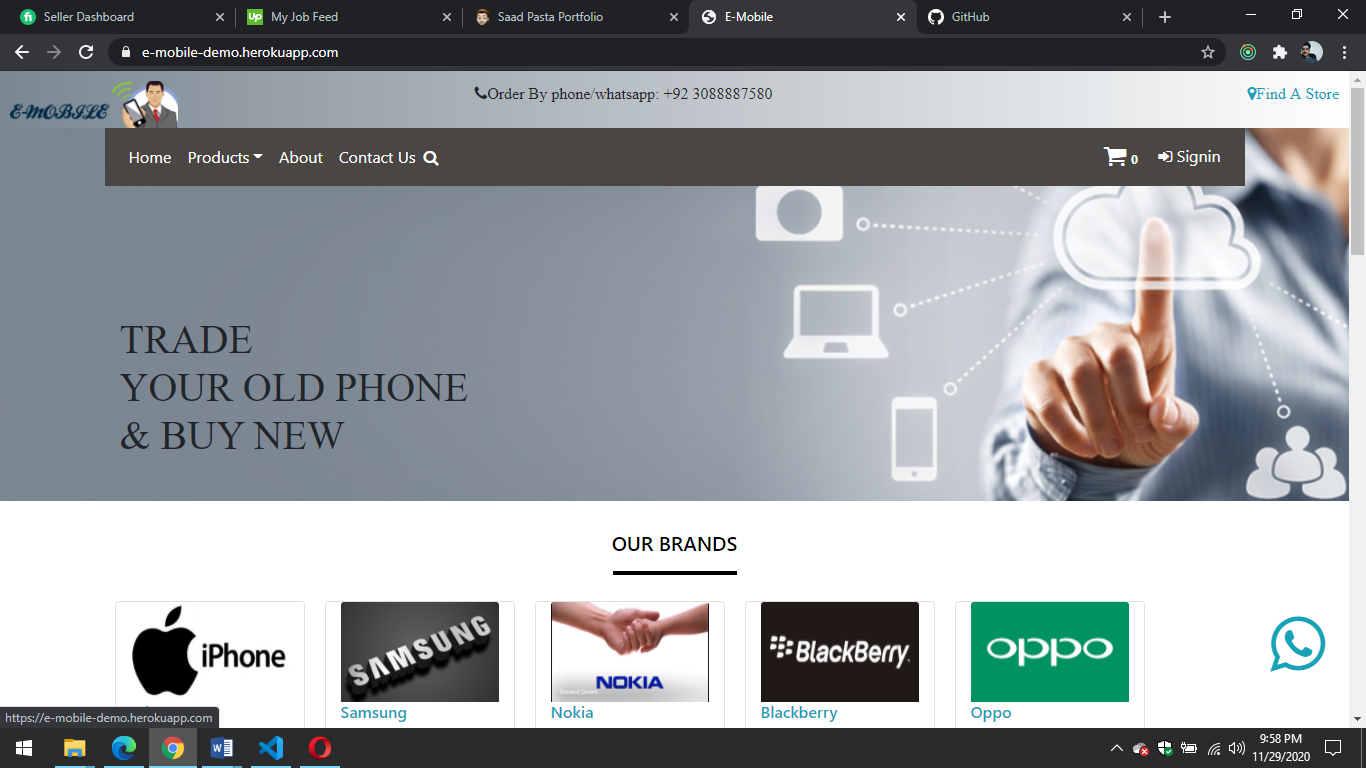 Seller Dashboard
My Job Feed
Saad Pasta Portfolio
E-Mobile
GitHub
e-mobile-demo.herokuapp.com
E-MOBILE
Order By phone/whatsapp: +92 3088887580
Find A Store
Home
Products
About
Contact Us
0
Signin
TRADE
YOUR OLD PHONE
& BUY NEW
OUR BRANDS
iPhone
SAMSUNG
NOKIA
BlackBerry
oppo
Samsung
Nokia
Blackberry
Oppo
https://e-mobile-demo.herokuapp.com
9:58 PM
11/29/2020